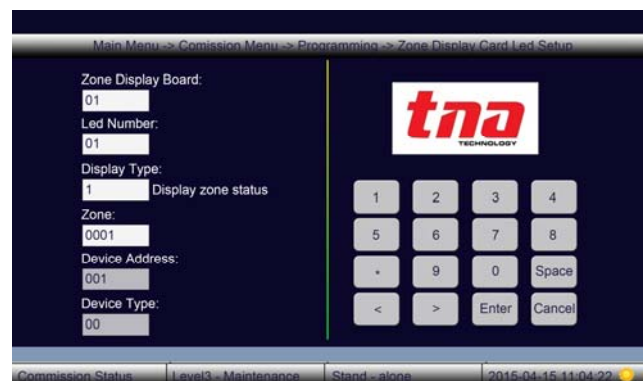 Main Menu -> Comission Menu -> Programming -> Zone Display Card Led Setup
Zone Display Board:
01
Led Number:
01
Display Type:
1 Display zone status
Zone:
0001
Device Address:
001
Device Type:
00
tna
TECHNOLOGY
1 2 3 4
5 6 7 8
* 9 0 Space
< > Enter Cancel
Commission Status Level3 - Maintenance Stand - alone 2015-04-15 11:04:22